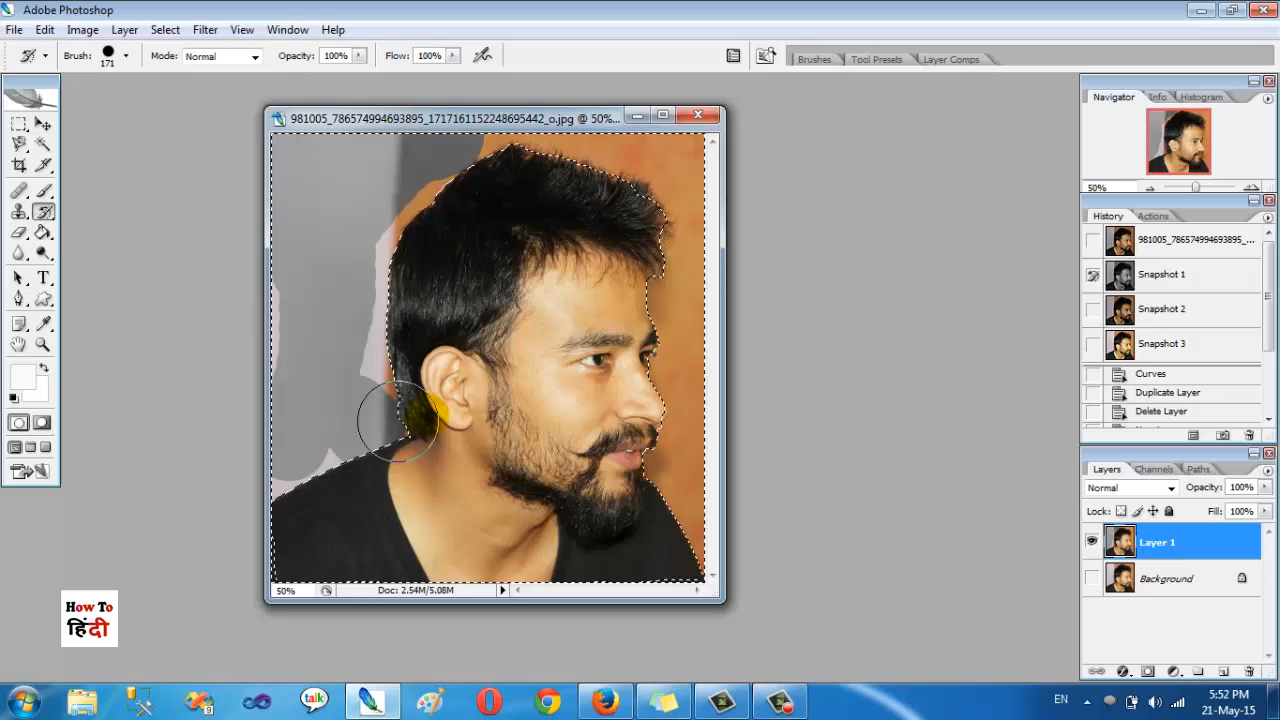 Adobe Photoshop
File Edit Image Layer Select Filter View Window Help
Brush: 171 Mode: Normal Opacity: 100% Flow: 100% Brushes Tool Presets Layer Comps
Navigator Info Histogram
50%
History Actions
981005_786574994693895_...
Snapshot 1
Snapshot 2
Snapshot 3
Curves
Duplicate Layer
Delete Layer
Layers Channels Paths
Normal Opacity: 100%
Lock: Fill: 100%
Layer 1
Background
50% Doc: 2.54M/5.08M
T
How To
हिंदी
talk
9
EN
5:52 PM
21-May-15